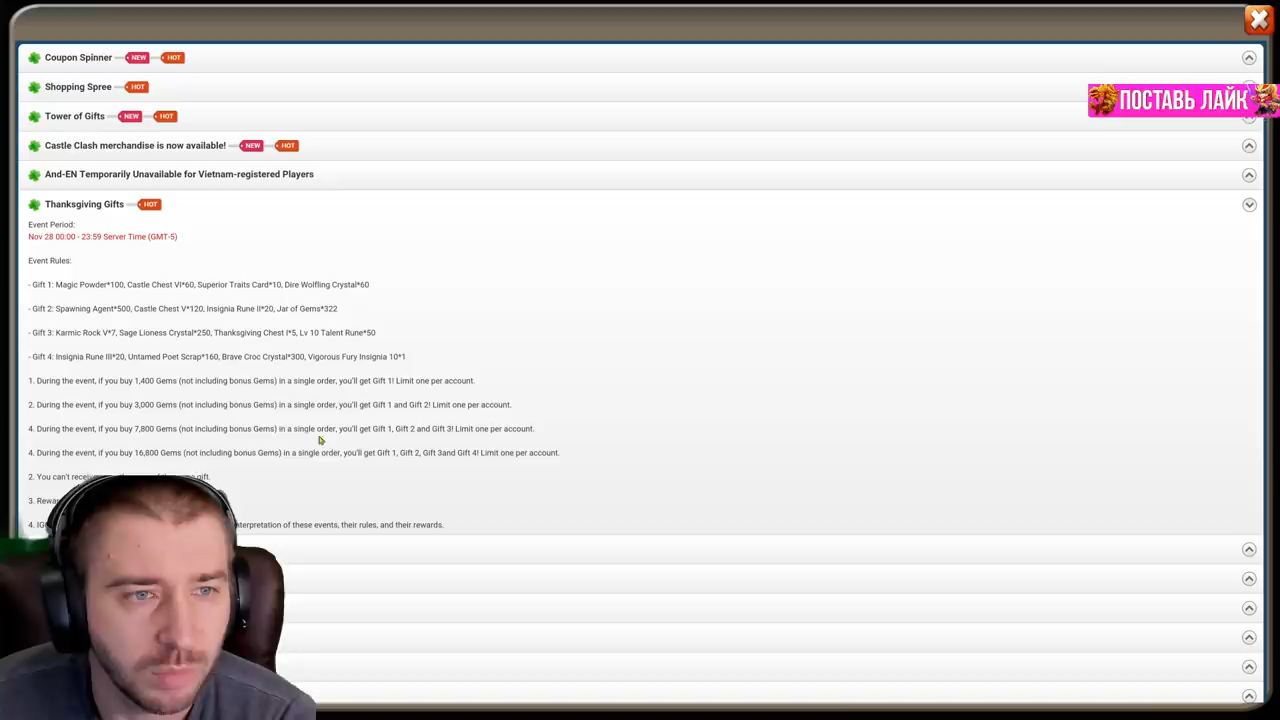 Coupon Spinner NEW HOT
Shopping Spree HOT
ПОСТАВЬ ЛАЙК
Tower of Gifts NEW HOT
Castle Clash merchandise is now available! NEW HOT
And-EN Temporarily Unavailable for Vietnam-registered Players
Thanksgiving Gifts HOT
Event Period:
Nov 28 00:00 - 23:59 Server Time (GMT-5)
Event Rules:
- Gift 1: Magic Powder*100, Castle Chest VI*60, Superior Traits Card*10, Dire Wolfling Crystal*60
- Gift 2: Spawning Agent*500, Castle Chest V*120, Insignia Rune II*20, Jar of Gems*322
- Gift 3: Karmic Rock V*7, Sage Lioness Crystal*250, Thanksgiving Chest I*5, Lv 10 Talent Rune*50
- Gift 4: Insignia Rune III*20, Untamed Poet Scrap*160, Brave Croc Crystal*300, Vigorous Fury Insignia 10*1
1. During the event, if you buy 1,400 Gems (not including bonus Gems) in a single order, you'll get Gift 1! Limit one per account.
2. During the event, if you buy 3,000 Gems (not including bonus Gems) in a single order, you'll get Gift 1 and Gift 2! Limit one per account.
4. During the event, if you buy 7,800 Gems (not including bonus Gems) in a single order, you'll get Gift 1, Gift 2 and Gift 3! Limit one per account.
4. During the event, if you buy 16,800 Gems (not including bonus Gems) in a single order, you'll get Gift 1, Gift 2, Gift 3and Gift 4! Limit one per account.
2. You can't gift.
3.
4. of these events, their rules, and their rewards.